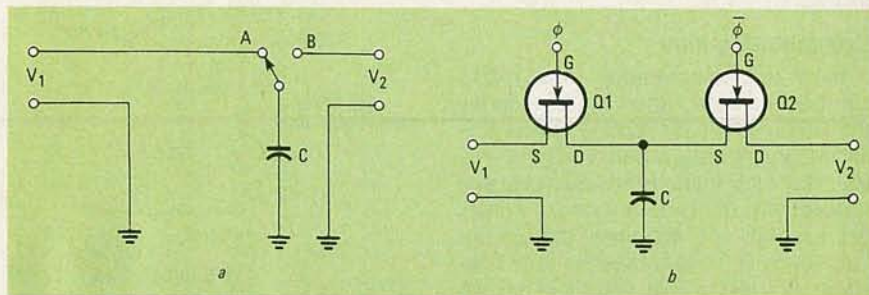 A B
V1 V2
C
a
φ φ̄
G G
Q1 Q2
S D S D
V1 V2
C
b